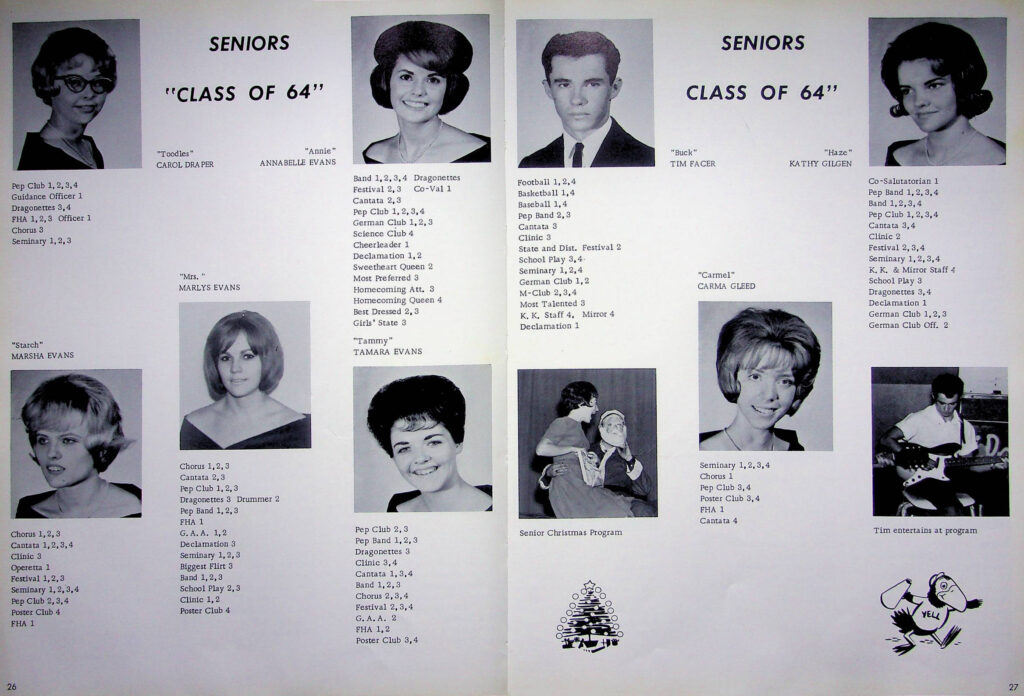 SENIORS
"CLASS OF 64"
"Toodles"
CAROL DRAPER
"Annie"
ANNABELLE EVANS
Pep Club 1,2,3,4
Guidance Officer 1
Dragonettes 3,4
FHA 1,2,3 Officer 1
Chorus 3
Seminary 1,2,3
Band 1,2,3,4 Dragonettes
Festival 2,3 Co-Val 1
Cantata 2,3
Pep Club 1,2,3,4
German Club 1,2,3
Science Club 4
Cheerleader 1
Declamation 1,2
Sweetheart Queen 2
Most Preferred 3
Homecoming Att. 3
Homecoming Queen 4
Best Dressed 2,3
Girls' State 3
"Mrs."
MARLYS EVANS
"Starch"
MARSHA EVANS
"Tammy"
TAMARA EVANS
Chorus 1,2,3
Cantata 1,2,3,4
Clinic 3
Operetta 1
Festival 1,2,3
Seminary 1,2,3,4
Pep Club 2,3,4
Poster Club 4
FHA 1
Chorus 1,2,3
Cantata 2,3
Pep Club 1,2,3
Dragonettes 3 Drummer 2
Pep Band 1,2,3
FHA 1
G.A.A. 1,2
Declamation 3
Seminary 1,2,3
Biggest Flirt 3
Band 1,2,3
School Play 2,3
Clinic 1,2
Poster Club 4
Pep Club 2,3
Pep Band 1,2,3
Dragonettes 3
Clinic 3,4
Cantata 1,3,4
Band 1,2,3
Chorus 2,3,4
Festival 2,3,4
G.A.A. 2
FHA 1,2
Poster Club 3,4
26
SENIORS
CLASS OF 64"
"Buck"
TIM FACER
"Haze"
KATHY GILGEN
Football 1,2,4
Basketball 1,4
Baseball 1,4
Pep Band 2,3
Cantata 3
Clinic 3
State and Dist. Festival 2
School Play 3,4
Seminary 1,2,4
German Club 1,2
M-Club 2,3,4
Most Talented 3
K.K. Staff 4, Mirror 4
Declamation 1
Co-Salutatorian 1
Pep Band 1,2,3,4
Band 1,2,3,4
Pep Club 1,2,3,4
Cantata 3,4
Clinic 2
Festival 2,3,4
Seminary 1,2,3,4
K.K. & Mirror Staff 4
School Play 3
Dragonettes 3,4
Declamation 1
German Club 1,2,3
German Club Off. 2
"Carmel"
CARMA GLEED
Seminary 1,2,3,4
Chorus 1
Pep Club 3,4
Poster Club 3,4
FHA 1
Cantata 4
Senior Christmas Program
Tim entertains at program
YELL
27